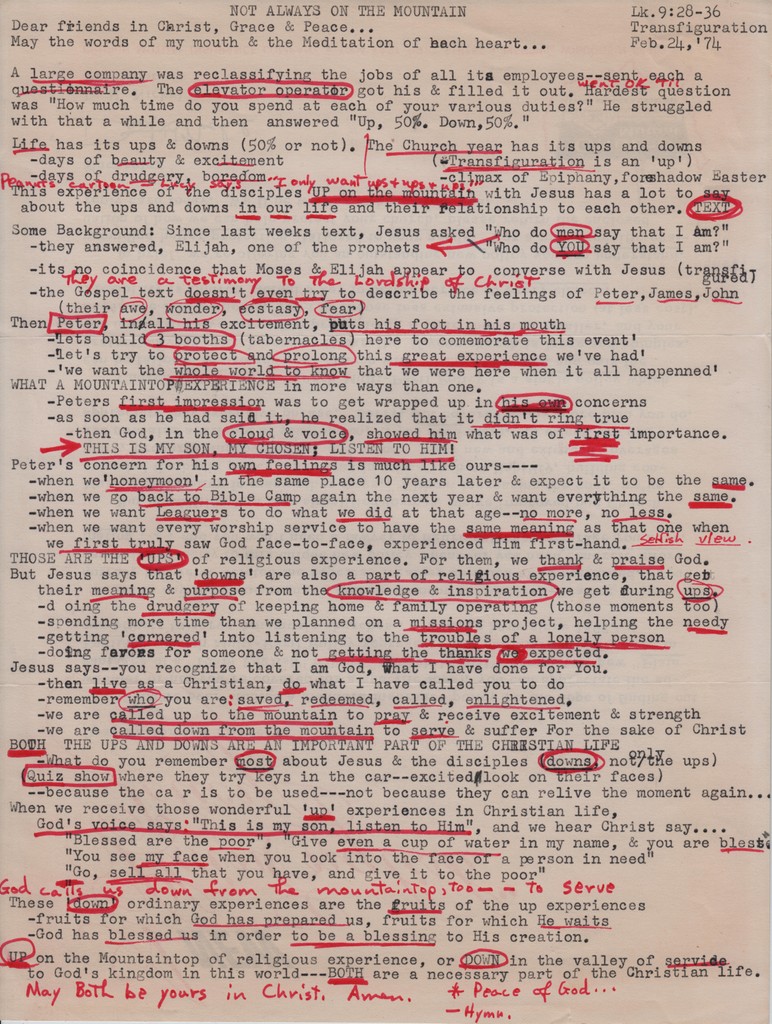 NOT ALWAYS ON THE MOUNTAIN Lk.9:28-36
Dear friends in Christ, Grace & Peace... Transfiguration
May the words of my mouth & the Meditation of each heart... Feb.24,'74
A large company was reclassifying the jobs of all its employees--sent each a
went OK til
questionnaire. The elevator operator got his & filled it out. Hardest question
was "How much time do you spend at each of your various duties?" He struggled
with that a while and then answered "Up, 50%. Down,50%."
Life has its ups & downs (50% or not). The Church year has its ups and downs
-days of beauty & excitement (-Transfiguration is an 'up')
-days of drudgery, boredom -climax of Epiphany,foreshadow Easter
Peanuts cartoon - Lucy says "I only want ups + ups + ups"
This experience of the disciples UP on the mountain with Jesus has a lot to say
about the ups and downs in our life and their relationship to each other. TEXT
Some Background: Since last weeks text, Jesus asked "Who do men say that I am?"
-they answered, Elijah, one of the prophets "Who do YOU say that I am?"
-its no coincidence that Moses & Elijah appear to converse with Jesus (transfi
gured)
They are a testimony to the Lordship of Christ
-the Gospel text doesn't even try to describe the feelings of Peter,James,John
(their awe, wonder, ecstasy, fear)
Then Peter, in all his excitement, puts his foot in his mouth
-'lets build 3 booths (tabernacles) here to comemorate this event'
-'let's try to protect and prolong this great experience we've had'
-'we want the whole world to know that we were here when it all happenned'
WHAT A MOUNTAINTOP EXPERIENCE in more ways than one.
-Peters first impression was to get wrapped up in his own concerns
-as soon as he had said it, he realized that it didn't ring true
-then God, in the cloud & voice, showed him what was of first importance.
THIS IS MY SON, MY CHOSEN; LISTEN TO HIM!
Peter's concern for his own feelings is much like ours----
-when we'honeymoon' in the same place 10 years later & expect it to be the same.
-when we go back to Bible Camp again the next year & want everything the same.
-when we want Leaguers to do what we did at that age--no more, no less.
-when we want every worship service to have the same meaning as that one when
we first truly saw God face-to-face, experienced Him first-hand. Selfish view.
THOSE ARE THE 'UPS' of religious experience. For them, we thank & praise God.
But Jesus says that 'downs' are also a part of religious experience, that get
their meaning & purpose from the knowledge & inspiration we get during ups.
-d oing the drudgery of keeping home & family operating (those moments too)
-spending more time than we planned on a missions project, helping the needy
-getting 'cornered' into listening to the troubles of a lonely person
-doing favors for someone & not getting the thanks we expected.
Jesus says--you recognize that I am God, what I have done for You.
-then live as a Christian, do what I have called you to do
-remember who you are: saved, redeemed, called, enlightened,
-we are called up to the mountain to pray & receive excitement & strength
-we are called down from the mountain to serve & suffer For the sake of Christ
BOTH THE UPS AND DOWNS ARE AN IMPORTANT PART OF THE CHRISTIAN LIFE
only
-What do you remember most about Jesus & the disciples (downs, not/the ups)
Quiz show where they try keys in the car--excited(look on their faces)
--because the ca r is to be used---not because they can relive the moment again...
When we receive those wonderful 'up' experiences in Christian life,
God's voice says:"This is my son, listen to Him", and we hear Christ say....
"Blessed are the poor", "Give even a cup of water in my name, & you are blest.
"You see my face when you look into the face of a person in need"
"Go, sell all that you have, and give it to the poor"
God calls us down from the mountaintop, too -- to serve
These 'down' ordinary experiences are the fruits of the up experiences
-fruits for which God has prepared us, fruits for which He waits
-God has blessed us in order to be a blessing to His creation.
UP on the Mountaintop of religious experience, or DOWN in the valley of servide
to God's kingdom in this world---BOTH are a necessary part of the Christian life.
May Both be yours in Christ. Amen. * Peace of God...
- Hymn.